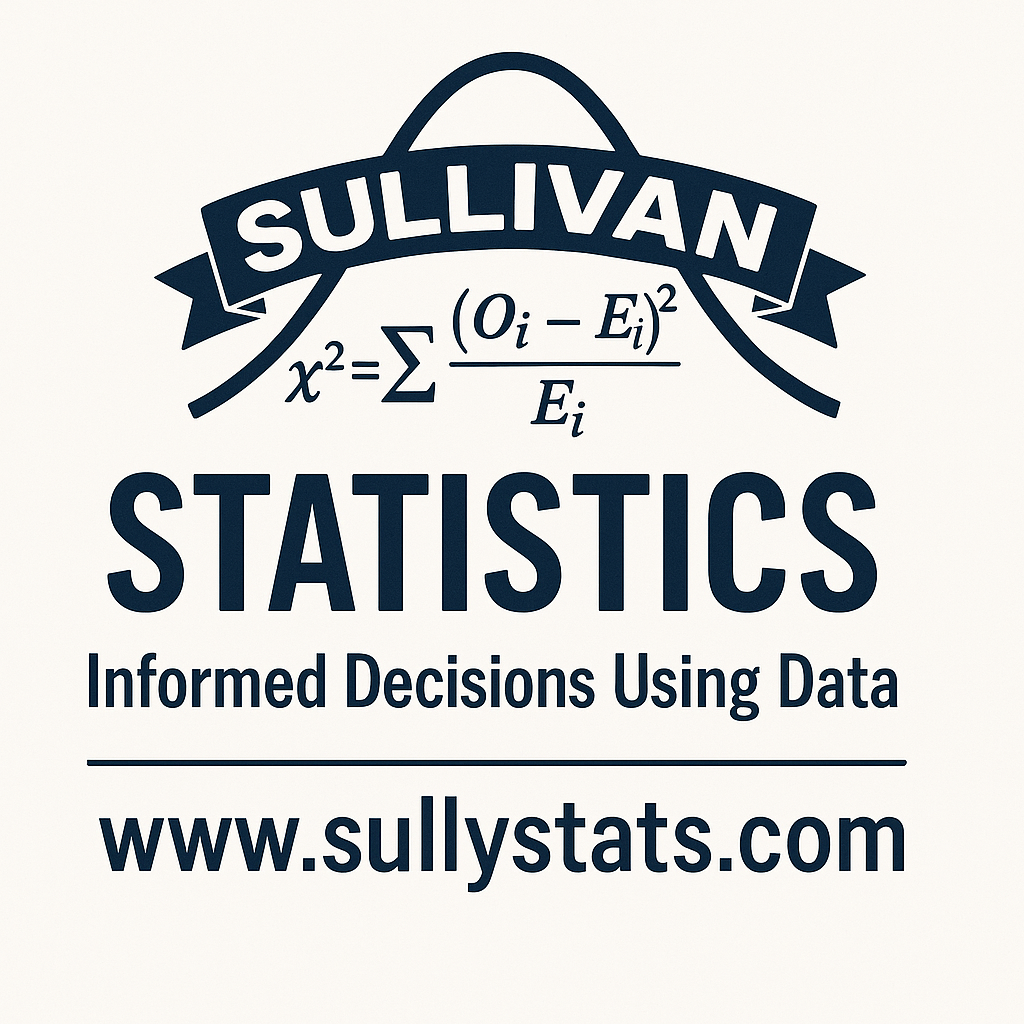 SULLIVAN
χ²=∑ (Oᵢ − Eᵢ)² / Eᵢ
STATISTICS
Informed Decisions Using Data
www.sullystats.com